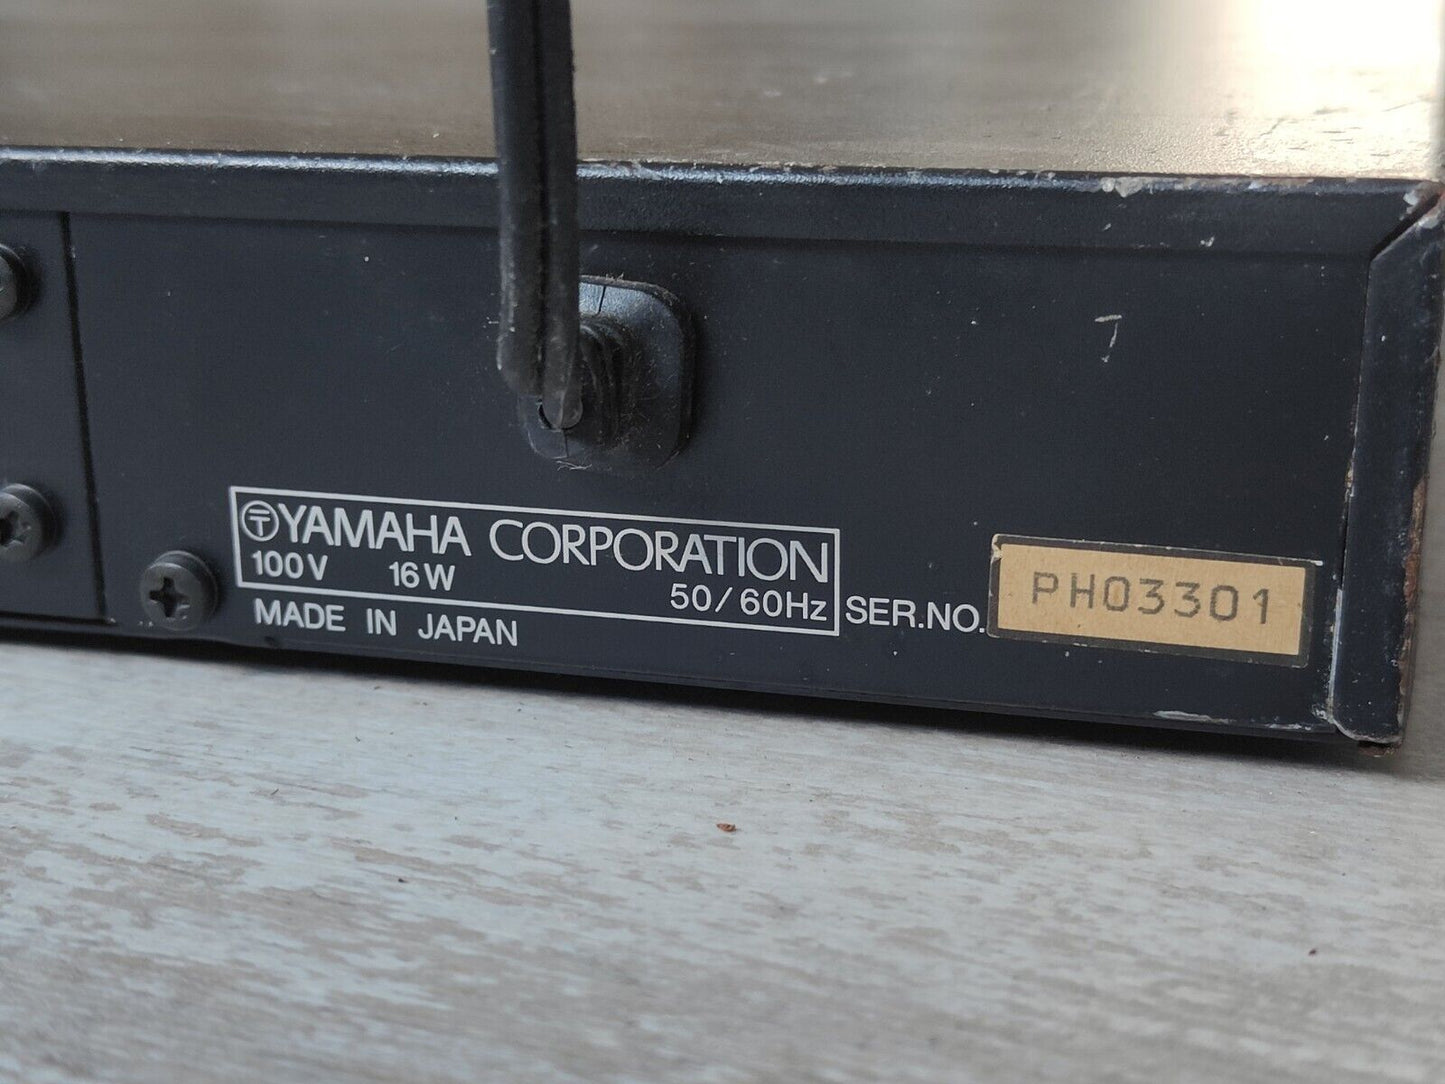 YAMAHA CORPORATION
100V 16W 50/60Hz
MADE IN JAPAN
SER.NO. PH03301